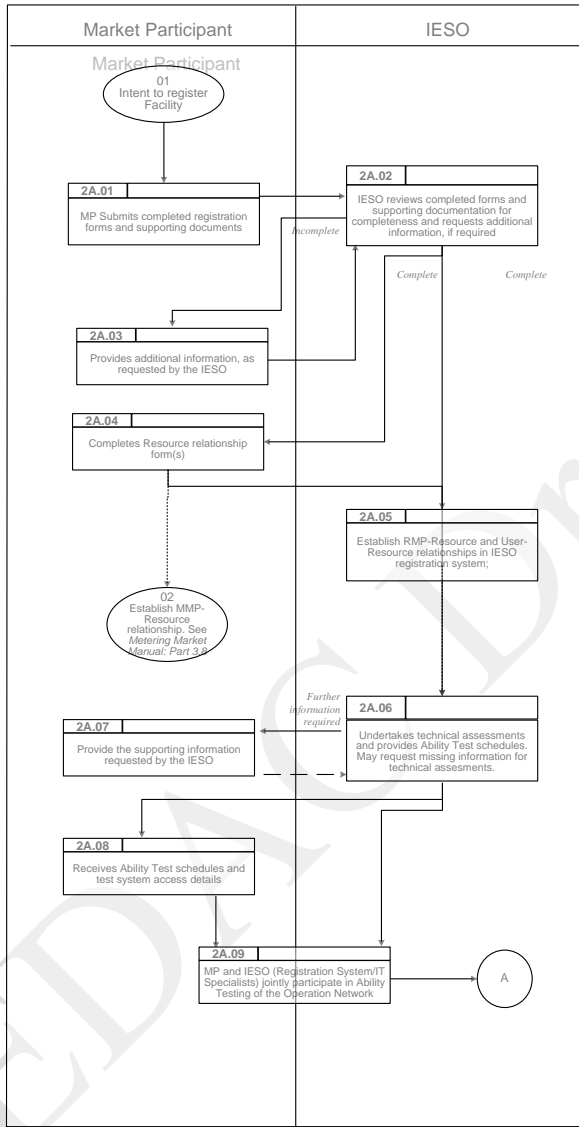 Market Participant
IESO
Market Participant
01
Intent to register
Facility
2A.01
MP Submits completed registration
forms and supporting documents
2A.02
IESO reviews completed forms and
supporting documentation for
completeness and requests additional
information, if required
Incomplete
Complete
Complete
2A.03
Provides additional information, as
requested by the IESO
2A.04
Completes Resource relationship
form(s)
2A.05
Establish RMP-Resource and User-
Resource relationships in IESO
registration system;
02
Establish MMP-
Resource
relationship. See
Metering Market
Manual: Part 3.8
Further
information
required
2A.06
Undertakes technical assessments
and provides Ability Test schedules.
May request missing information for
technical assesments.
2A.07
Provide the supporting information
requested by the IESO
2A.08
Receives Ability Test schedules and
test system access details
2A.09
MP and IESO (Registration System/IT
Specialists) jointly participate in Ability
Testing of the Operation Network
A
EDAC Dr